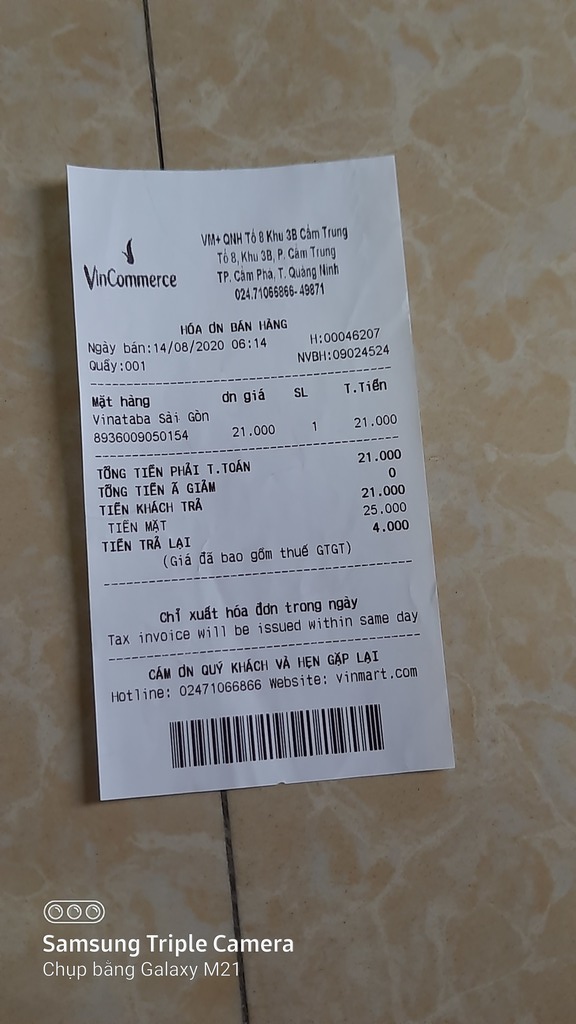 VinCommerce
VM+ QNH Tổ 8 Khu 3B Cẩm Trung
Tổ 8, Khu 3B, P. Cẩm Trung
TP. Cẩm Phả, T. Quảng Ninh
024.71066866- 49871
HÓA ƠN BÁN HÀNG
Ngày bán:14/08/2020 06:14 H:00046207
Quầy:001 NVBH:09024524
Mặt hàng ơn giá SL T.Tiền
Vinataba Sài Gòn
8936009050154 21.000 1 21.000
TỔNG TIỀN PHẢI T.TOÁN 21.000
TỔNG TIỀN Ã GIẢM 0
TIỀN KHÁCH TRẢ 21.000
TIỀN MẶT 25.000
TIỀN TRẢ LẠI 4.000
(Giá đã bao gồm thuế GTGT)
Chỉ xuất hóa đơn trong ngày
Tax invoice will be issued within same day
CẢM ƠN QUÝ KHÁCH VÀ HẸN GẶP LẠI
Hotline: 02471066866 Website: vinmart.com
Samsung Triple Camera
Chụp bằng Galaxy M21